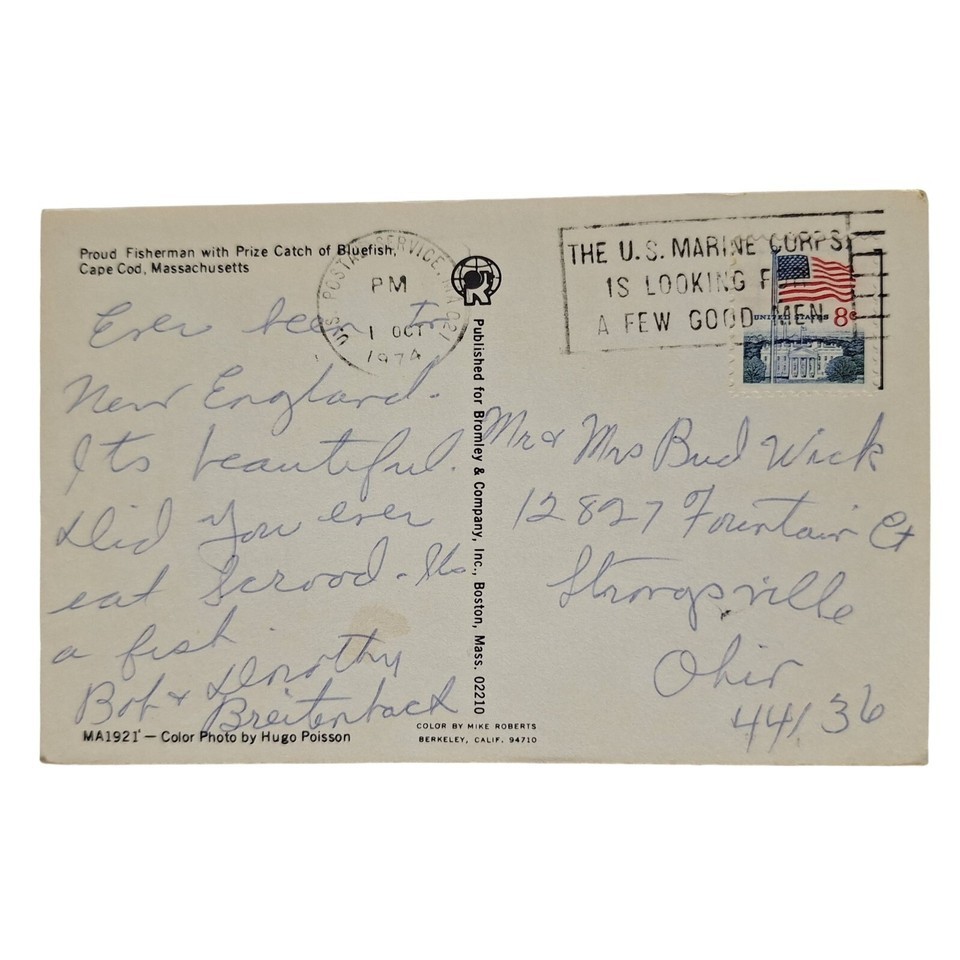 Proud Fisherman with Prize Catch of Bluefish,
Cape Cod, Massachusetts
U.S. POSTAL SERVICE, MA 021
PM
1 OCT
1974
THE U.S. MARINE CORPS
IS LOOKING FOR
A FEW GOOD MEN
UNITED STATES 8c
Ever been to
New England.
Its beautiful.
Did you ever
eat Scrood - Its
a fish.
Bob & Dorothy
Breitenback
MA1921 — Color Photo by Hugo Poisson
R
Published for Bromley & Company, Inc., Boston, Mass. 02210
COLOR BY MIKE ROBERTS
BERKELEY, CALIF. 94710
Mr & Mrs Bud Wick
12827 Fountain Ct
Strongsville
Ohio
44136